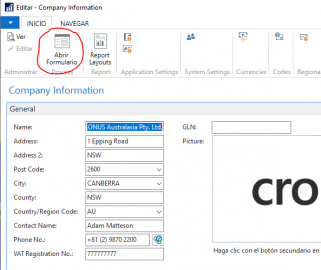 Editar - Company Information
INICIO NAVEGAR
Ver
Editar
Abrir Formulario
Report Layouts
Administrar Process Report Application Settings System Settings Currencies Codes Regiona
Company Information
General
Name: ONUS Australasia Pty. Ltd.
Address: 1 Epping Road
Address 2: NSW
Post Code: 2600
City: CANBERRA
County: NSW
Country/Region Code: AU
Contact Name: Adam Matteson
Phone No.: +61 (2) 9870 2200
VAT Registration No.: 777777777
GLN:
Picture:
cro
Haga clic con el botón secundario en